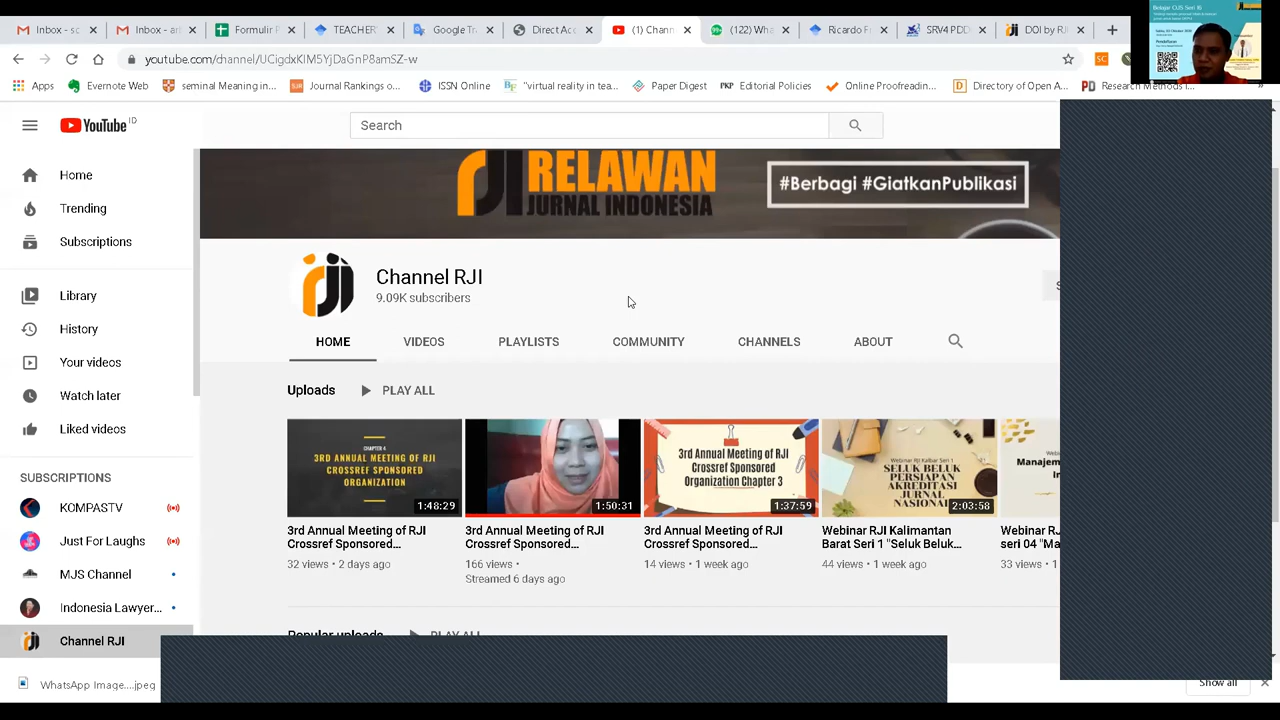 Inbox -
Inbox - arf
Formulir P
TEACHER
Google
Direct Acc
(1) Chann
(22) Wh
Ricardo F
SRV4 PDD
DOI by RJ
youtube.com/channel/UCigdxKlM5YjDaGnP8amSZ-w
Apps
Evernote Web
seminal Meaning in...
Journal Rankings o...
ISSN Online
"virtual reality in tea...
Paper Digest
Editorial Policies
Online Proofreadin...
Directory of Open A...
Research Methods i...
YouTube ID
Search
Home
Trending
Subscriptions
Library
History
Your videos
Watch later
Liked videos
SUBSCRIPTIONS
KOMPASTV
Just For Laughs
MJS Channel
Indonesia Lawyer...
Channel RJI
RELAWAN
JURNAL INDONESIA
#Berbagi #GiatkanPublikasi
Channel RJI
9.09K subscribers
HOME
VIDEOS
PLAYLISTS
COMMUNITY
CHANNELS
ABOUT
Uploads
PLAY ALL
CHAPTER 4
3RD ANNUAL MEETING OF RJI
CROSSREF SPONSORED
ORGANIZATION
1:48:29
3rd Annual Meeting of RJI
Crossref Sponsored...
32 views • 2 days ago
1:50:31
3rd Annual Meeting of RJI
Crossref Sponsored...
166 views •
Streamed 6 days ago
3rd Annual Meeting of RJI
Crossref Sponsored
Organization Chapter 3
1:37:59
3rd Annual Meeting of RJI
Crossref Sponsored...
14 views • 1 week ago
Webinar RJI Kalbar Seri 1
SELUK BELUK
PERSIAPAN
AKREDITASI
JURNAL
NASIONAL
2:03:58
Webinar RJI Kalimantan
Barat Seri 1 "Seluk Beluk...
44 views • 1 week ago
Manajem
Webinar RJ
seri 04 "Ma
33 views • 1
Popular uploads
PLAY ALL
WhatsApp Image....jpeg
Show all
Belajar OJS Seri 16